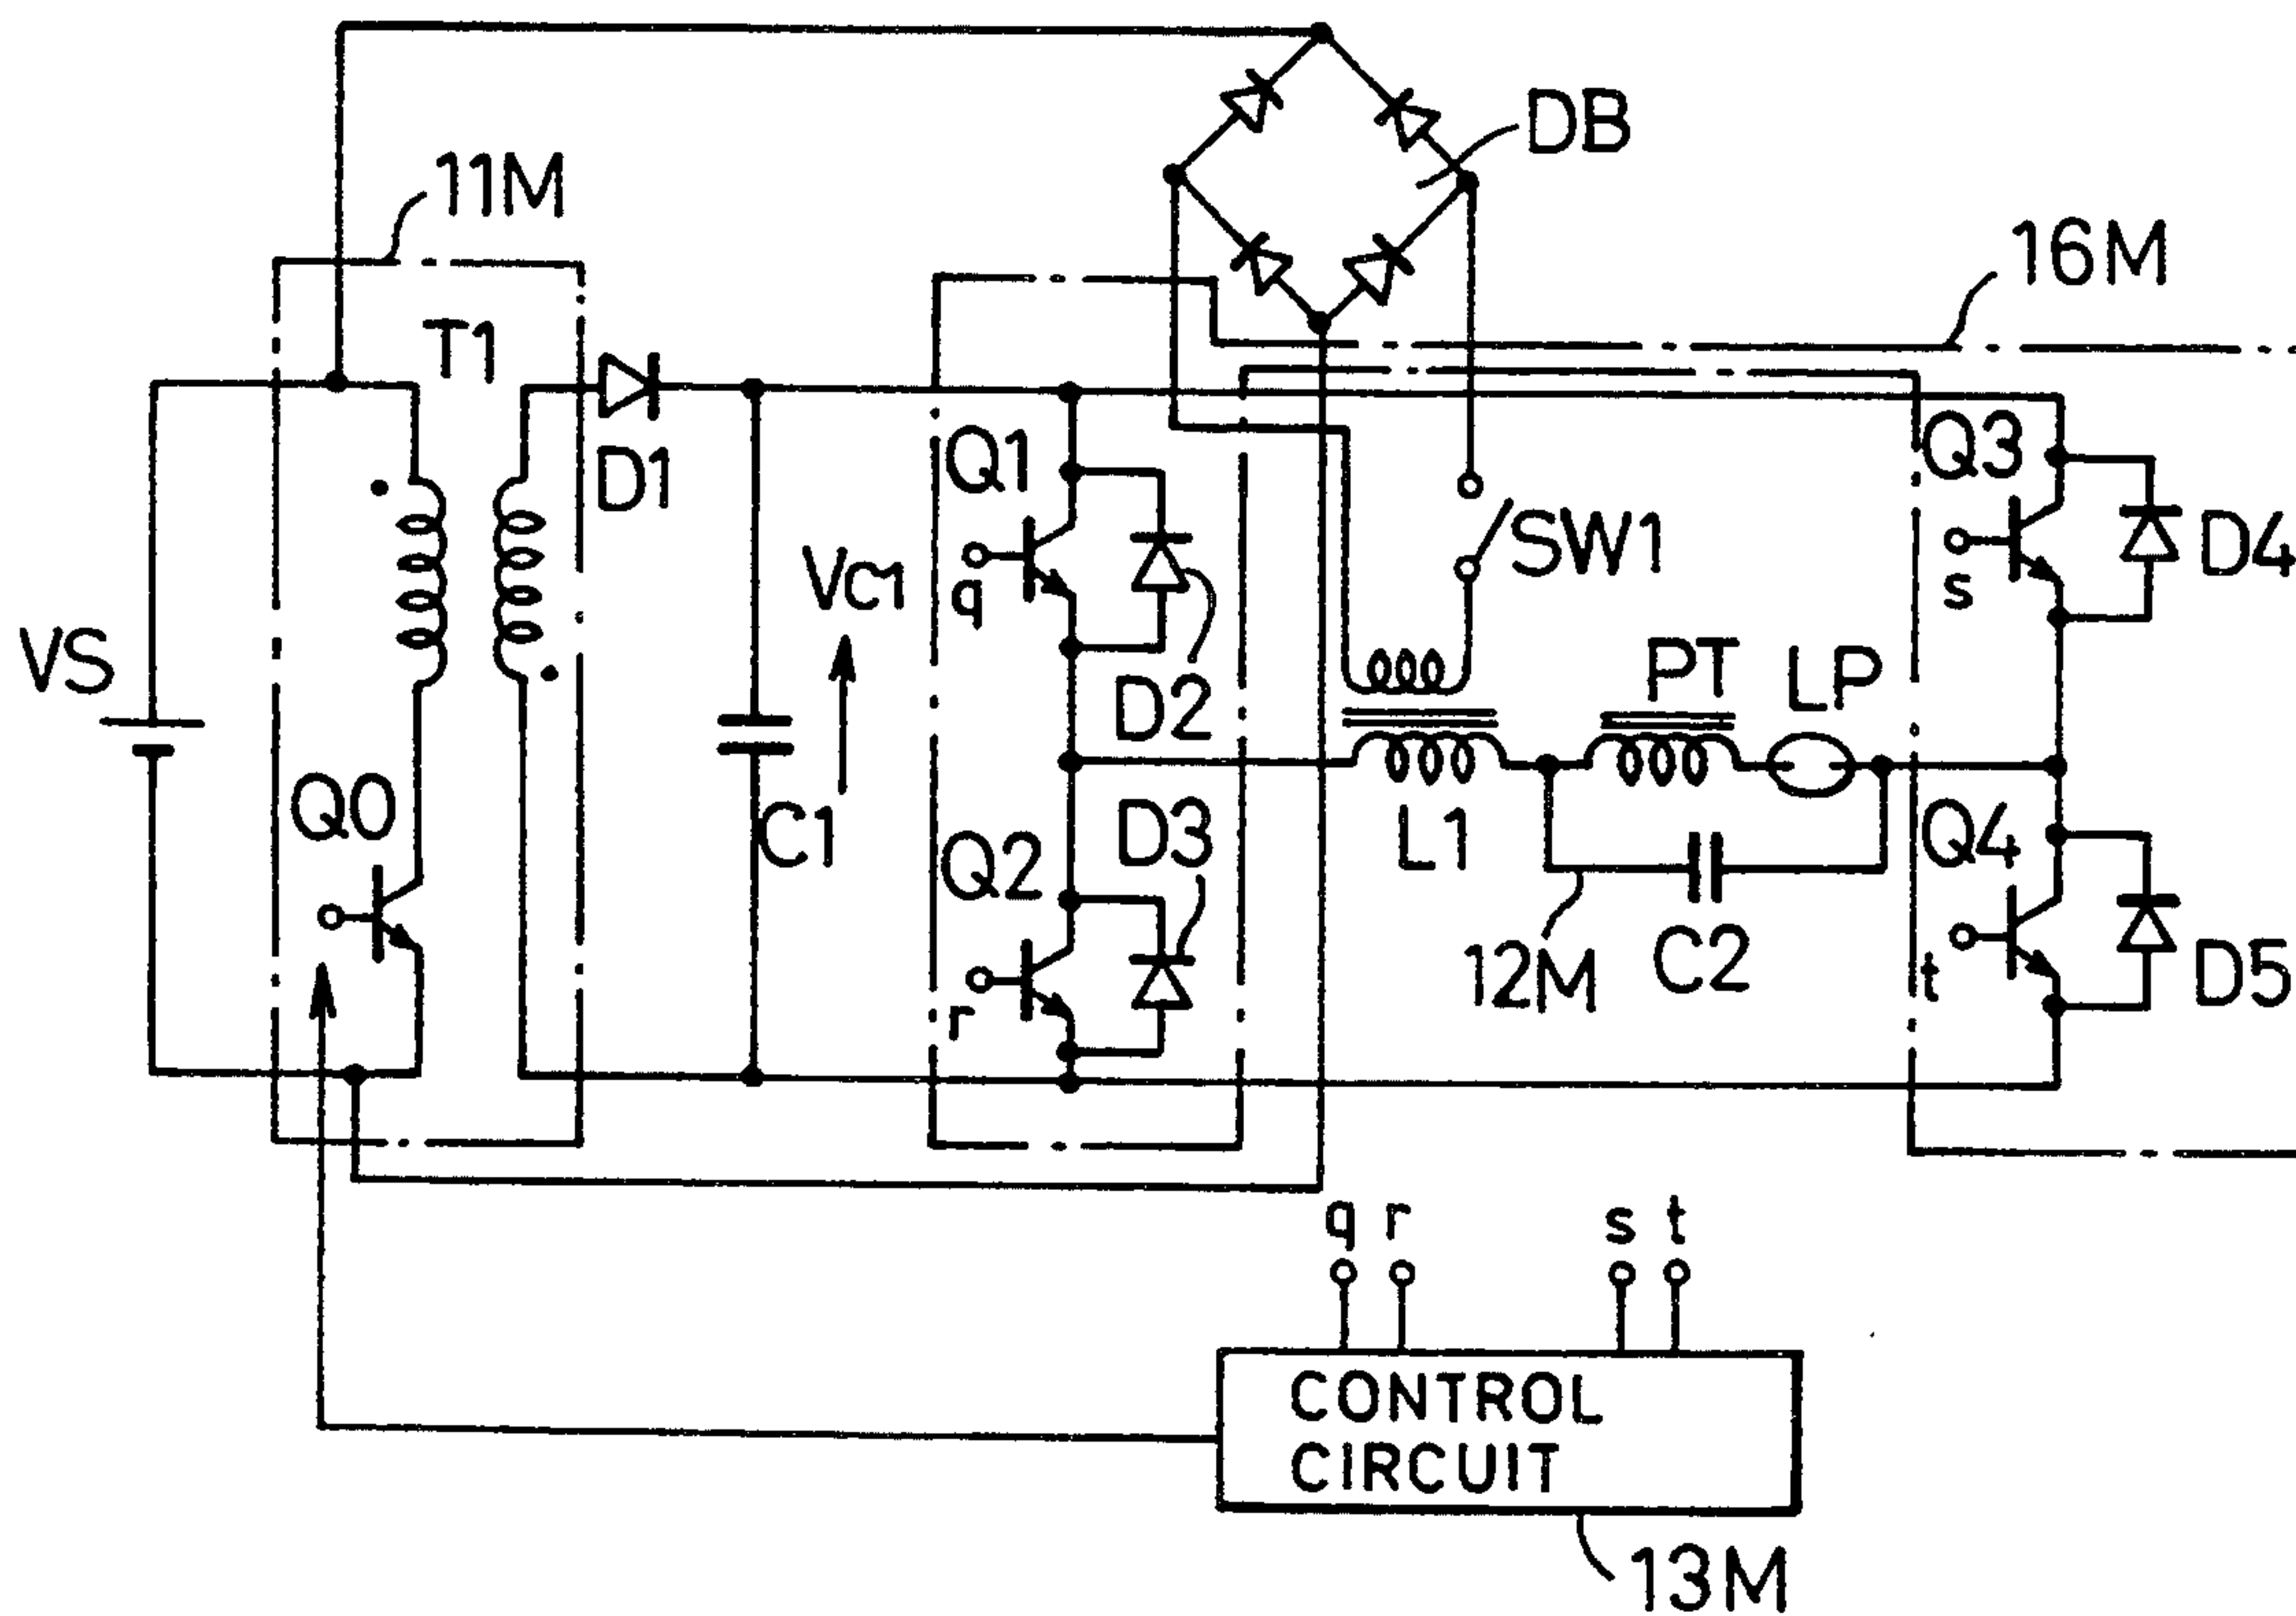 DB
11M
16M
T1
D1
Q1
Q3
VC1
q
SW1
D4
s
VS
D2
PT
LP
Q0
C1
D3
L1
Q4
Q2
12M
C2
r
t
D5
q r s t
CONTROL
CIRCUIT
13M